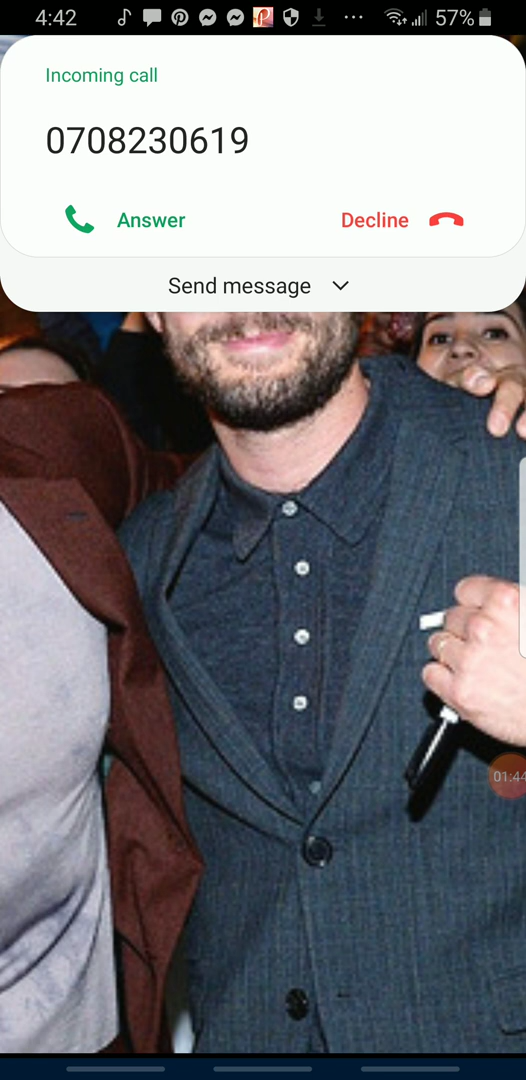 4:42 57%
Incoming call
0708230619
Answer Decline
Send message
01:44